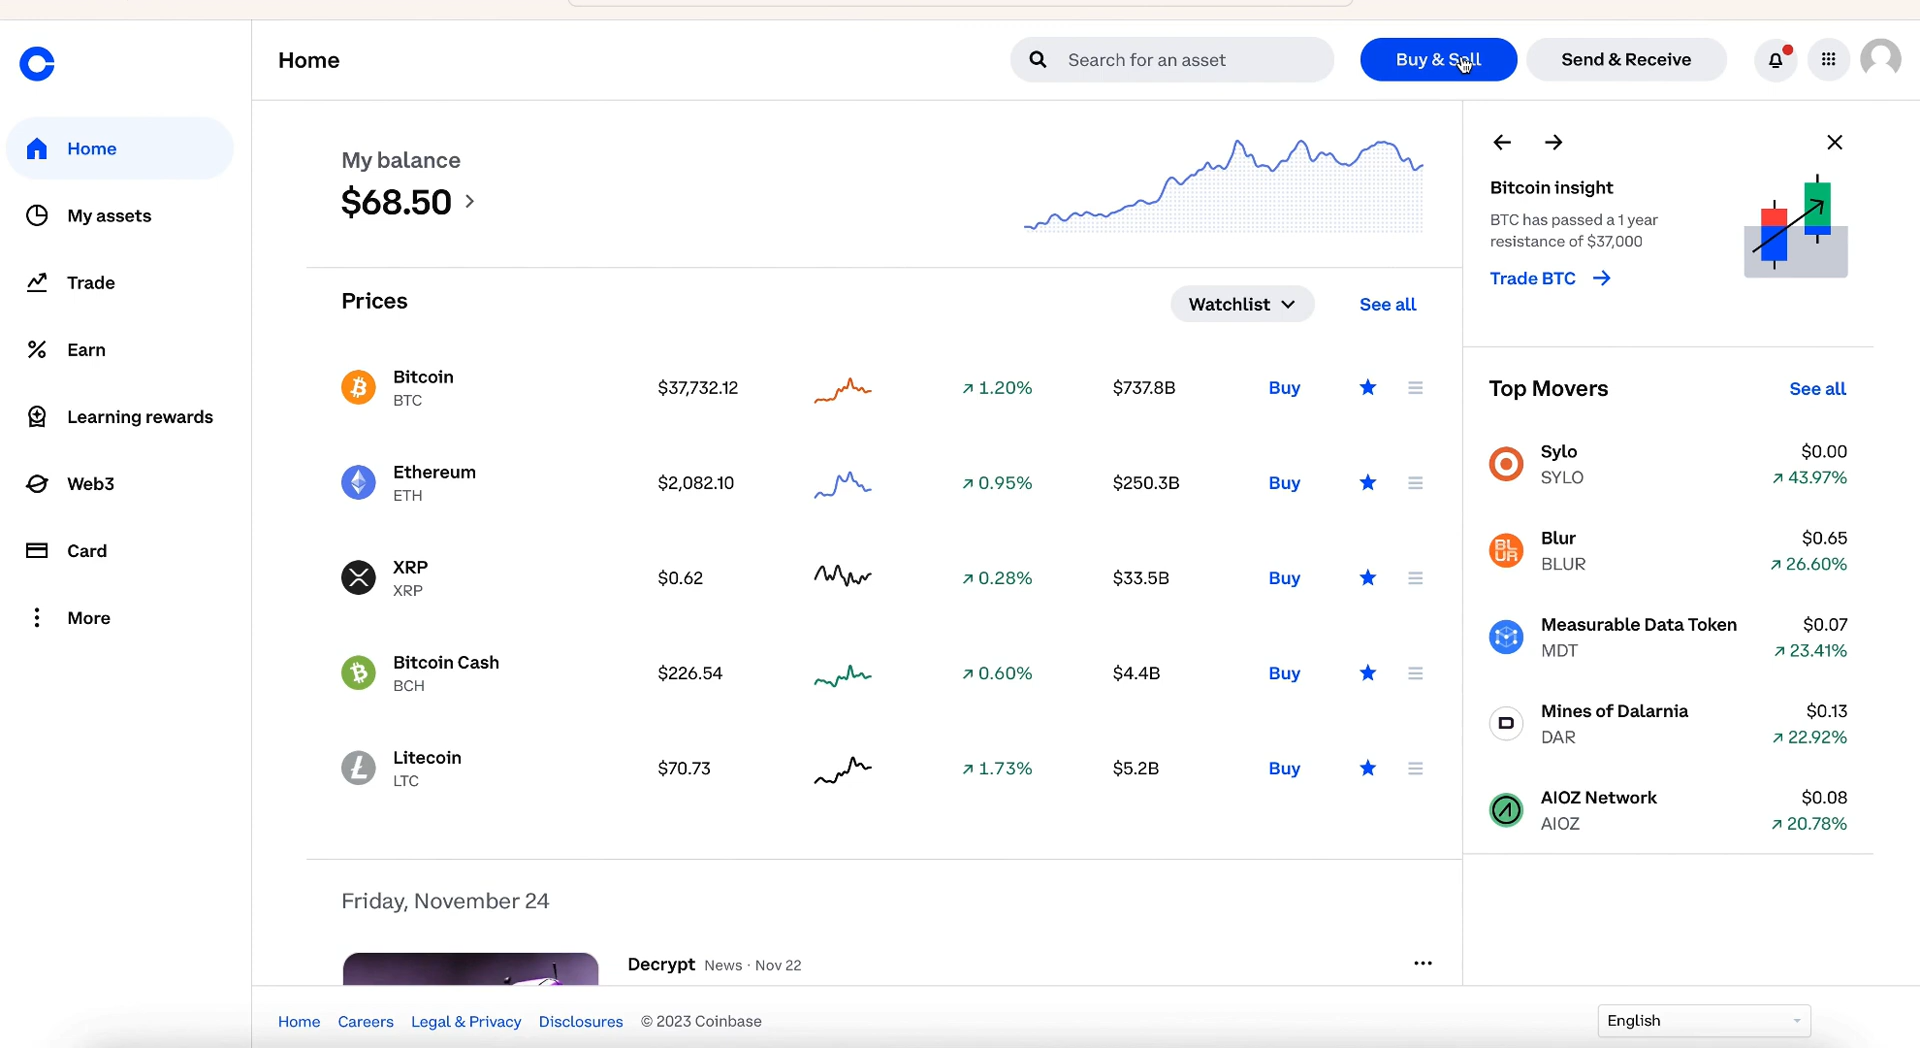 Home
Search for an asset
Buy & Sell
Send & Receive
Home
My assets
Trade
Earn
Learning rewards
Web3
Card
More
My balance
$68.50
Prices
Watchlist
See all
Bitcoin
BTC
$37,732.12
1.20%
$737.8B
Buy
Ethereum
ETH
$2,082.10
0.95%
$250.3B
Buy
XRP
XRP
$0.62
0.28%
$33.5B
Buy
Bitcoin Cash
BCH
$226.54
0.60%
$4.4B
Buy
Litecoin
LTC
$70.73
1.73%
$5.2B
Buy
Friday, November 24
Decrypt News · Nov 22
Bitcoin insight
BTC has passed a 1 year
resistance of $37,000
Trade BTC
Top Movers
See all
Sylo
$0.00
SYLO
43.97%
Blur
$0.65
BLUR
BLUR
26.60%
Measurable Data Token
$0.07
MDT
23.41%
Mines of Dalarnia
$0.13
DAR
22.92%
AIOZ Network
$0.08
AIOZ
20.78%
Home
Careers
Legal & Privacy
Disclosures
© 2023 Coinbase
English